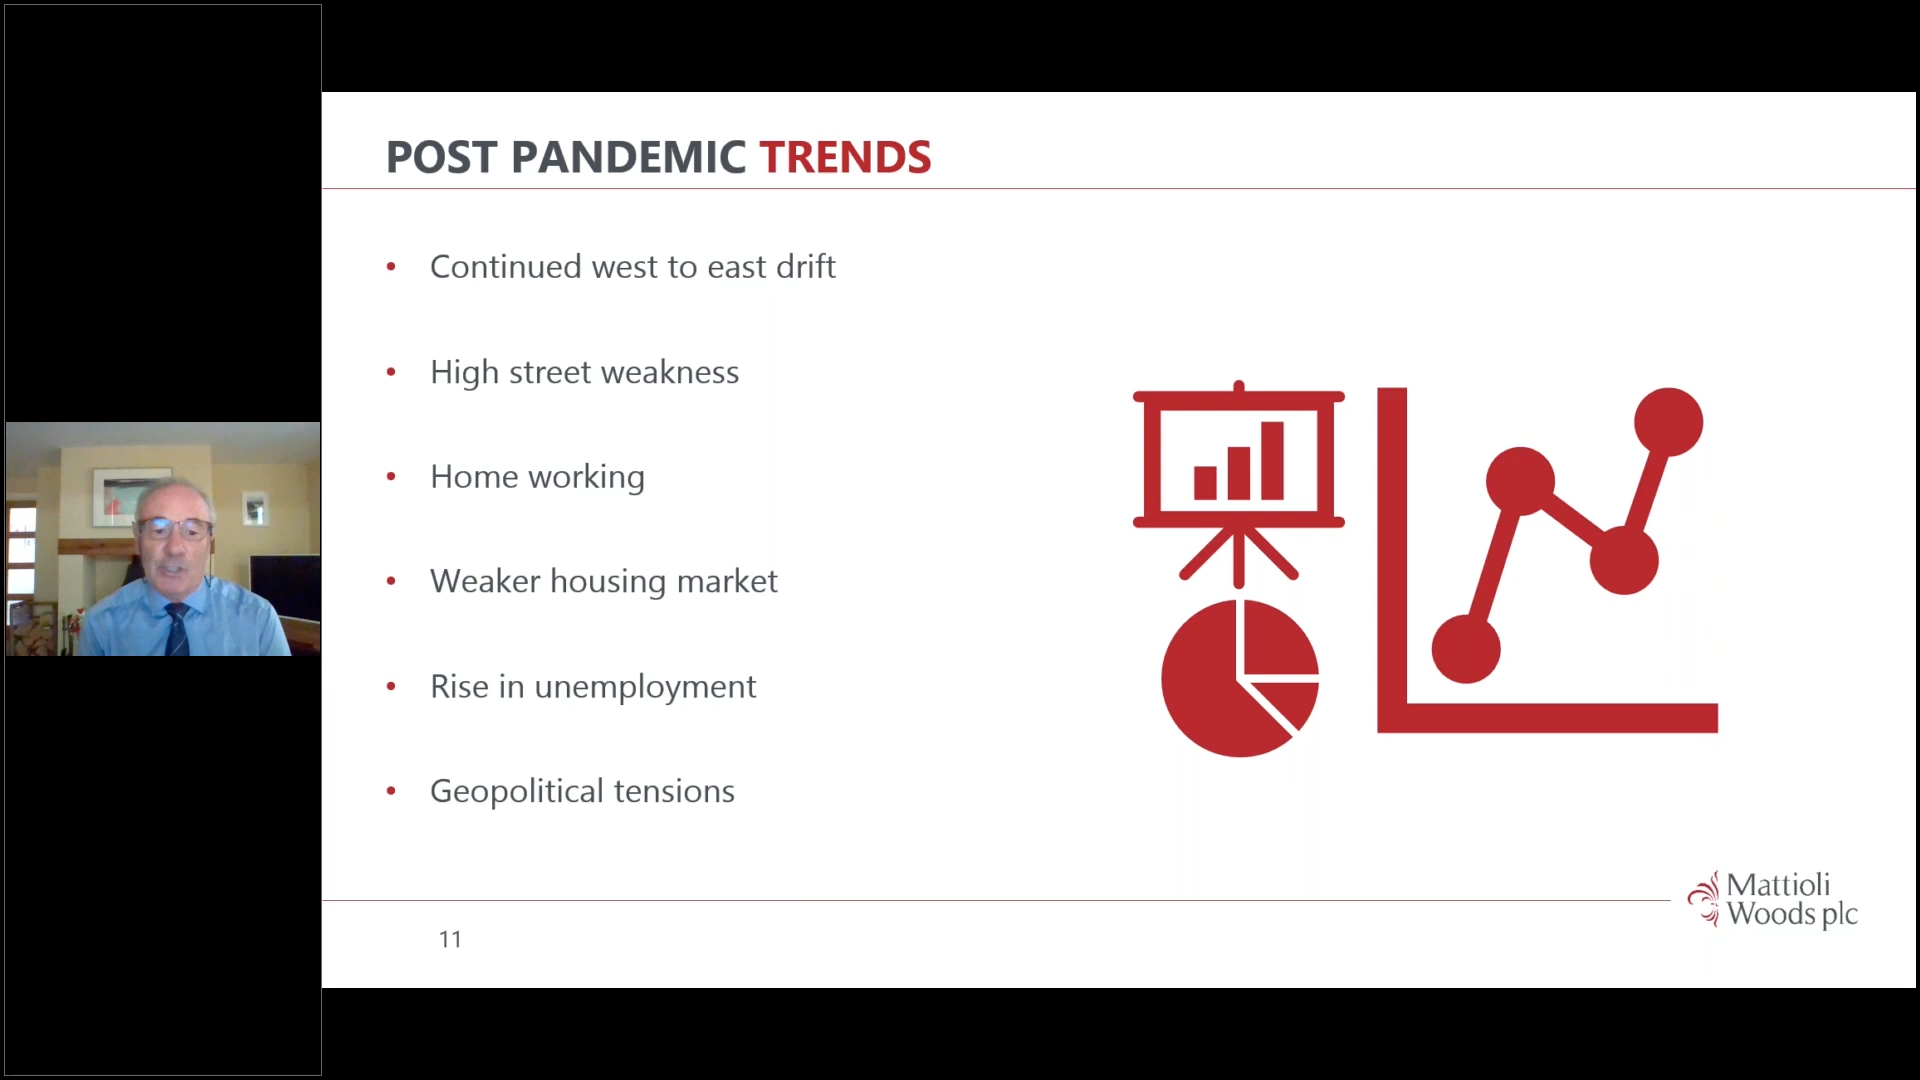 POST PANDEMIC TRENDS
• Continued west to east drift
• High street weakness
• Home working
• Weaker housing market
• Rise in unemployment
• Geopolitical tensions
Mattioli
Woods plc
11